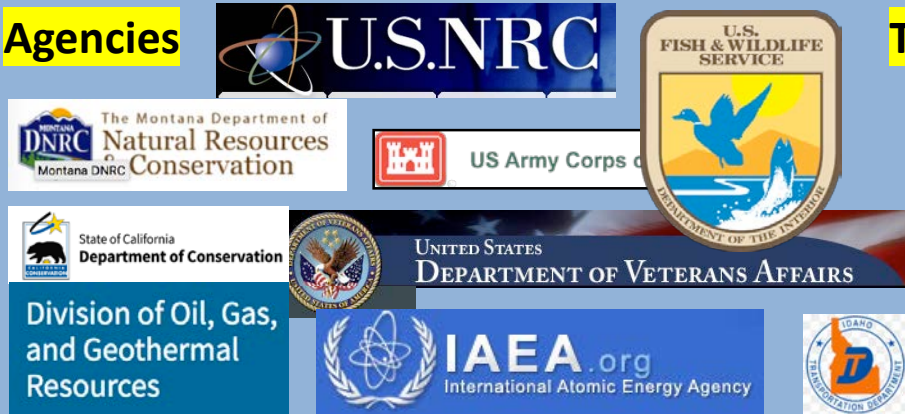 Agencies
U.S.NRC
T
U.S.
FISH & WILDLIFE
SERVICE
DEPARTMENT OF THE INTERIOR
MONTANA
DNRC
The Montana Department of
Natural Resources
& Conservation
Montana DNRC
US Army Corps
State of California
Department of Conservation
CALIFORNIA
CONSERVATION
UNITED STATES
DEPARTMENT OF VETERANS AFFAIRS
Division of Oil, Gas,
and Geothermal
Resources
IAEA.org
International Atomic Energy Agency
IDAHO
TRANSPORTATION DEPARTMENT